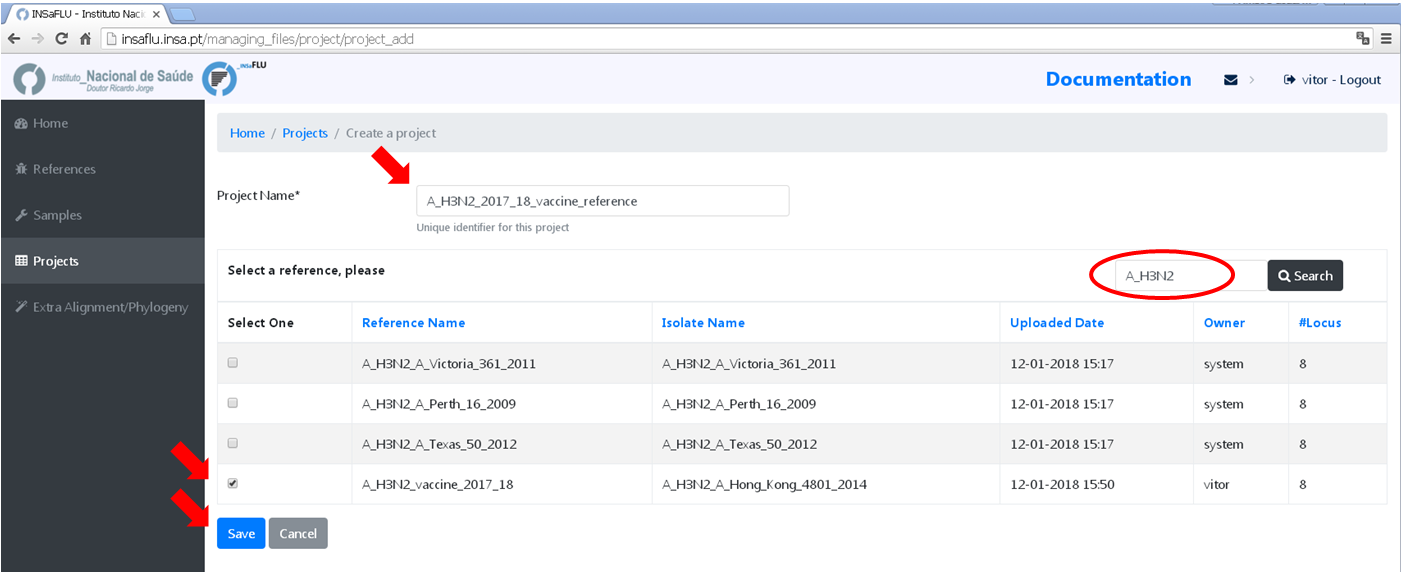 INSaFLU - Instituto Naci
insaflu.insa.pt/managing_files/project/project_add
Instituto_Nacional de Saúde
Doutor Ricardo Jorge
INSaFLU
Documentation
vitor - Logout
Home
References
Samples
Projects
Extra Alignment/Phylogeny
Home / Projects / Create a project
Project Name*
A_H3N2_2017_18_vaccine_reference
Unique identifier for this project
Select a reference, please
A_H3N2
Search
Select One Reference Name Isolate Name Uploaded Date Owner #Locus
A_H3N2_A_Victoria_361_2011 A_H3N2_A_Victoria_361_2011 12-01-2018 15:17 system 8
A_H3N2_A_Perth_16_2009 A_H3N2_A_Perth_16_2009 12-01-2018 15:17 system 8
A_H3N2_A_Texas_50_2012 A_H3N2_A_Texas_50_2012 12-01-2018 15:17 system 8
A_H3N2_vaccine_2017_18 A_H3N2_A_Hong_Kong_4801_2014 12-01-2018 15:50 vitor 8
Save Cancel